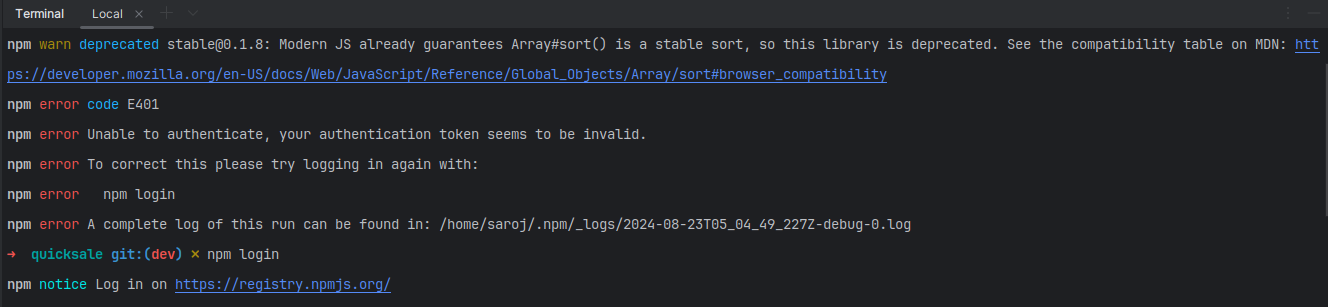 Terminal Local × +
npm warn deprecated stable@0.1.8: Modern JS already guarantees Array#sort() is a stable sort, so this library is deprecated. See the compatibility table on MDN: htt
ps://developer.mozilla.org/en-US/docs/Web/JavaScript/Reference/Global_Objects/Array/sort#browser_compatibility
npm error code E401
npm error Unable to authenticate, your authentication token seems to be invalid.
npm error To correct this please try logging in again with:
npm error   npm login
npm error A complete log of this run can be found in: /home/saroj/.npm/_logs/2024-08-23T05_04_49_227Z-debug-0.log
→  quicksale git:(dev) × npm login
npm notice Log in on https://registry.npmjs.org/